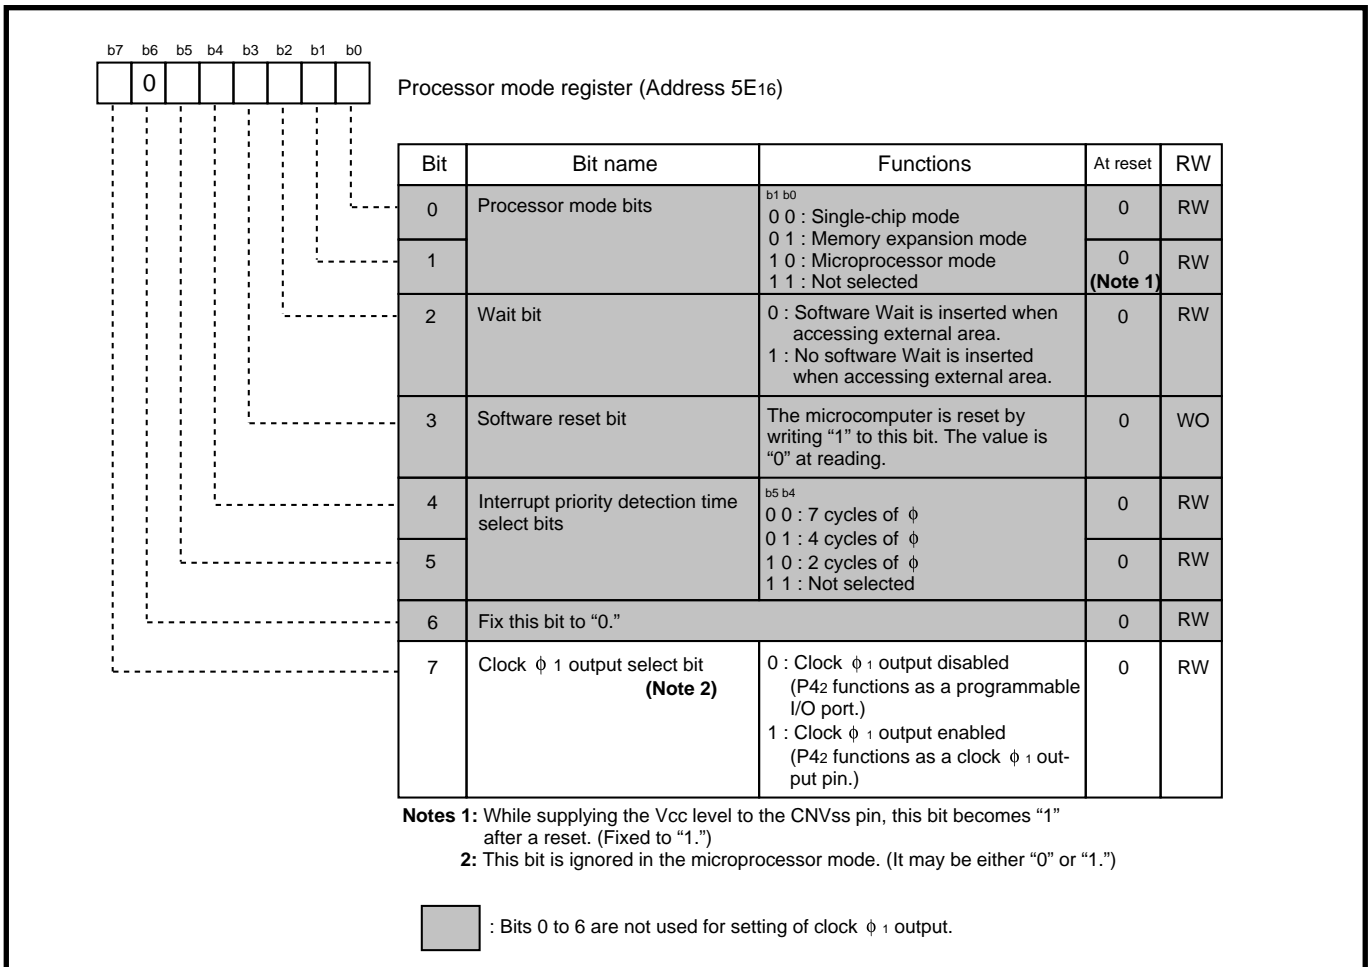 b7 b6 b5 b4 b3 b2 b1 b0
0
Processor mode register (Address 5E16)
Bit Bit name Functions At reset RW
0 Processor mode bits
b1 b0
0 0 : Single-chip mode
0 1 : Memory expansion mode
1 0 : Microprocessor mode
1 1 : Not selected
0 RW
1
0
(Note 1)
RW
2 Wait bit
0 : Software Wait is inserted when
accessing external area.
1 : No software Wait is inserted
when accessing external area.
0 RW
3 Software reset bit
The microcomputer is reset by
writing “1” to this bit. The value is
“0” at reading.
0 WO
4 Interrupt priority detection time
select bits
b5 b4
0 0 : 7 cycles of ϕ
0 1 : 4 cycles of ϕ
1 0 : 2 cycles of ϕ
1 1 : Not selected
0 RW
5
0 RW
6 Fix this bit to “0.” 0 RW
7 Clock ϕ 1 output select bit
(Note 2)
0 : Clock ϕ 1 output disabled
(P42 functions as a programmable
I/O port.)
1 : Clock ϕ 1 output enabled
(P42 functions as a clock ϕ 1 out-
put pin.)
0 RW
Notes 1: While supplying the Vcc level to the CNVss pin, this bit becomes “1”
after a reset. (Fixed to “1.”)
2: This bit is ignored in the microprocessor mode. (It may be either “0” or “1.”)
: Bits 0 to 6 are not used for setting of clock ϕ 1 output.